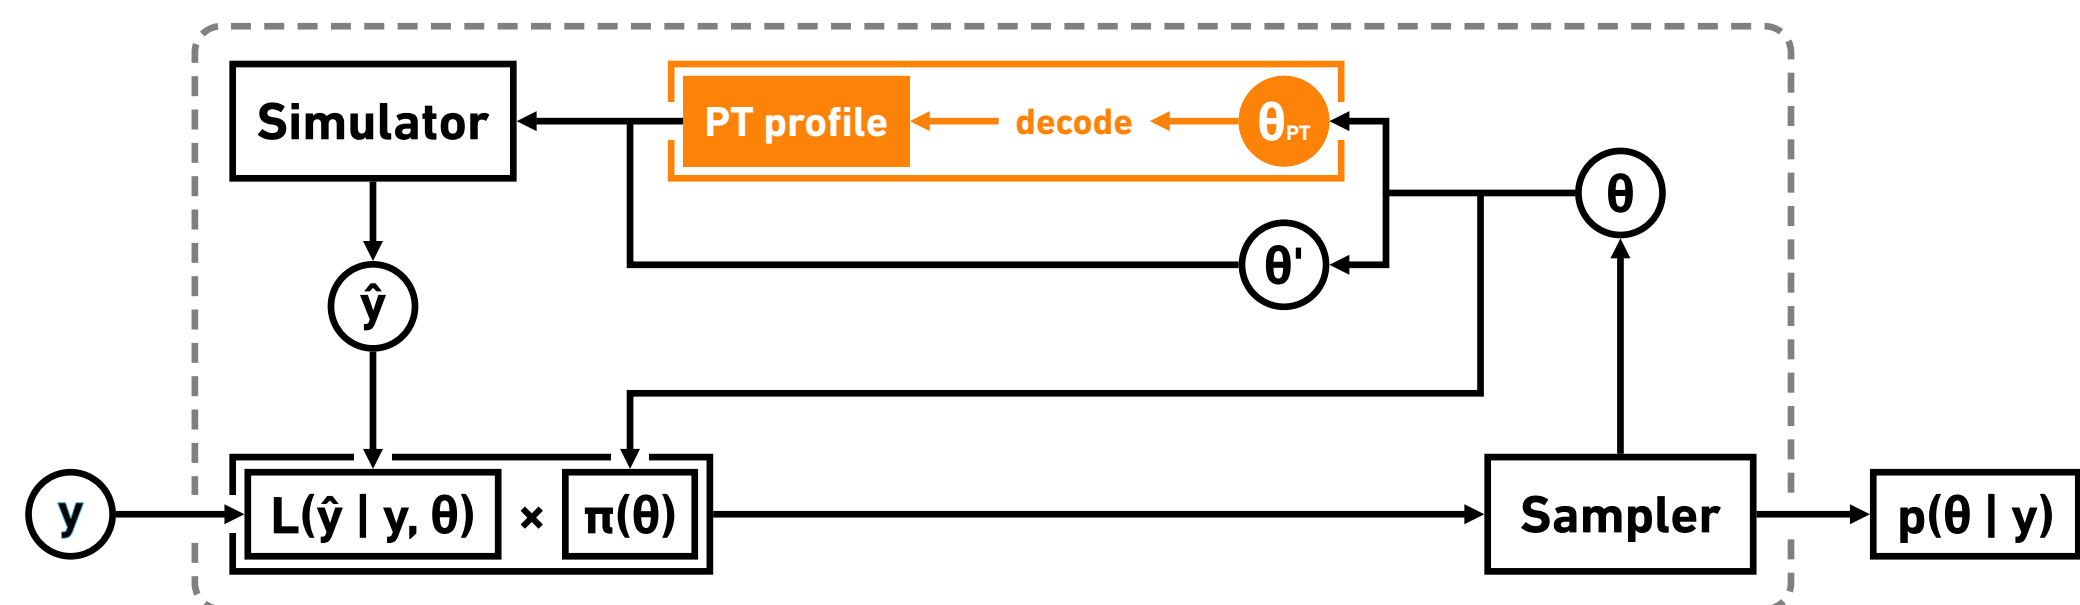 Simulator
PT profile
decode
θPT
θ
θ'
ŷ
y
L(ŷ | y, θ) × π(θ)
Sampler
p(θ | y)